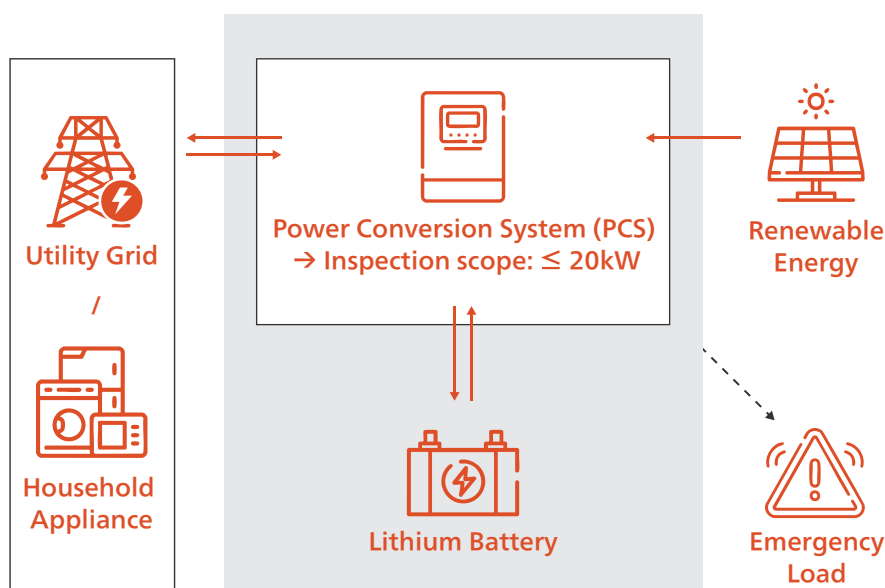 Utility Grid
/
Household
Appliance
Power Conversion System (PCS)
→ Inspection scope: ≤ 20kW
Lithium Battery
Renewable
Energy
Emergency
Load